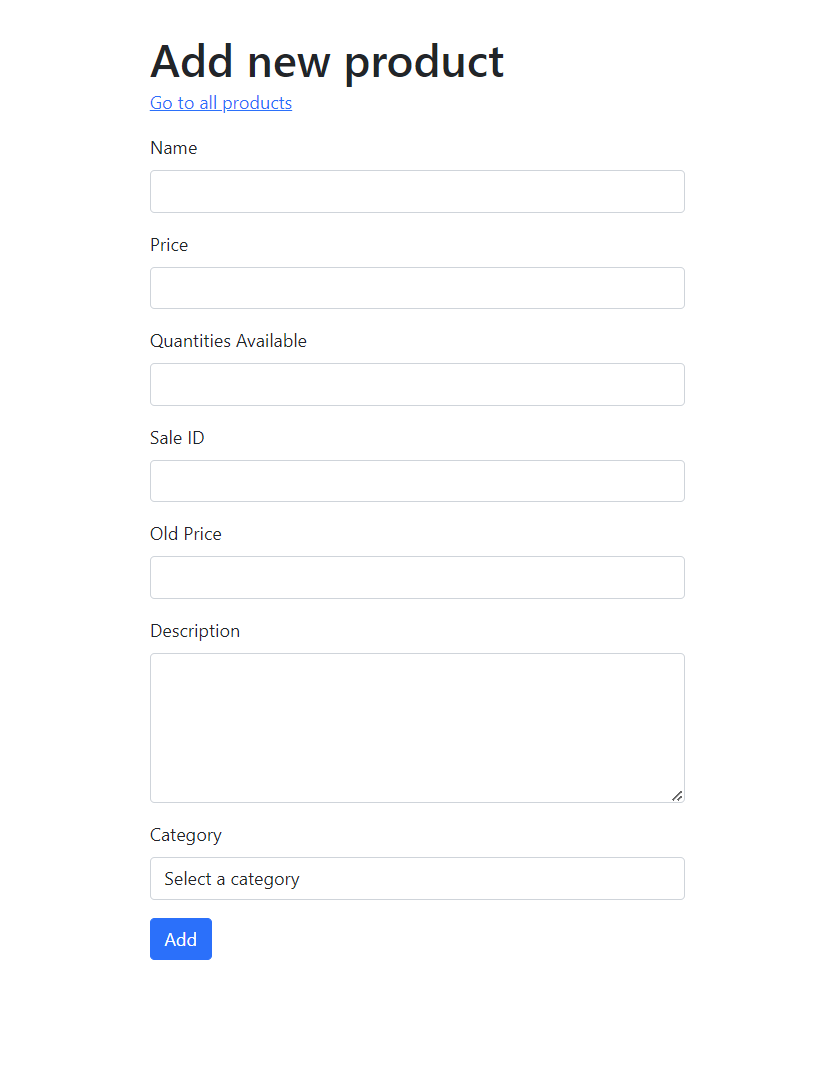 Add new product
Go to all products
Name
Price
Quantities Available
Sale ID
Old Price
Description
Category
Select a category
Add